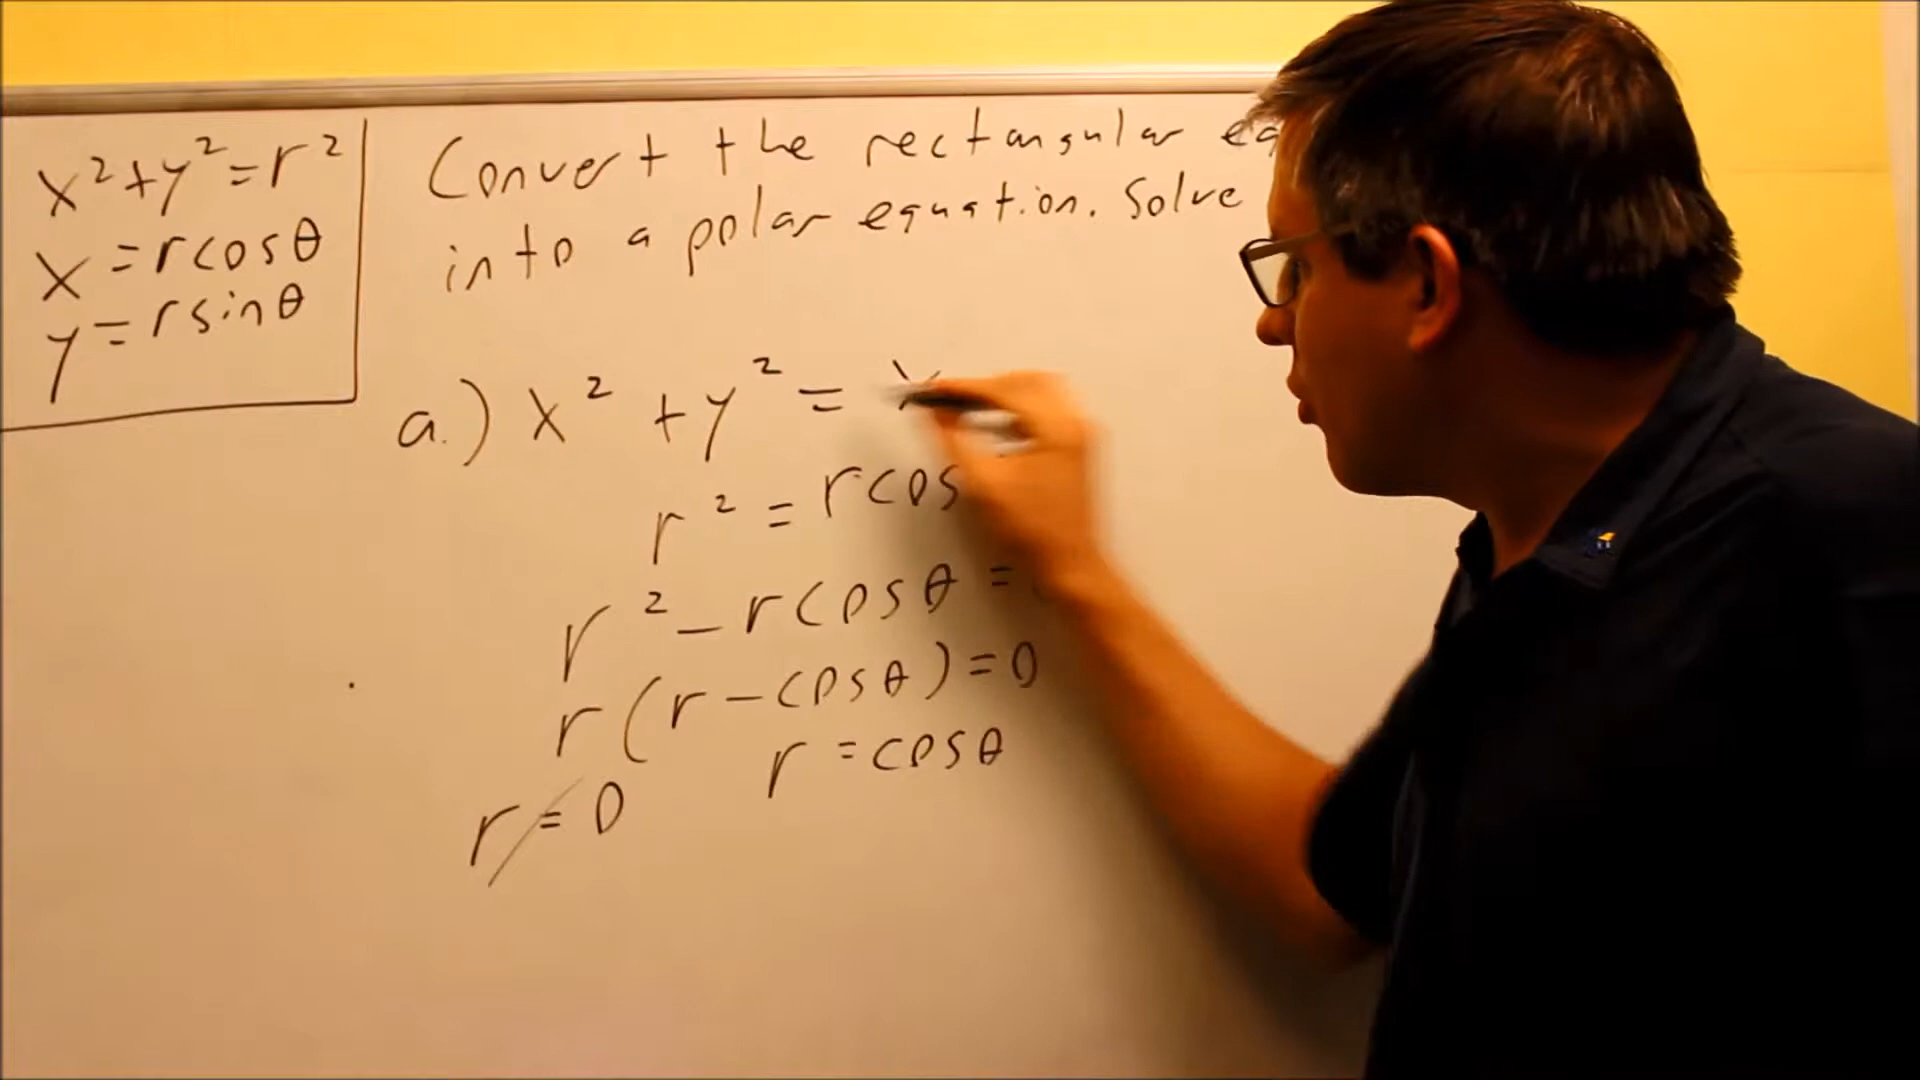 x²+y²=r²
x=rcosθ
y=rsinθ
Convert the rectangular
into a polar equation. Solve
a.) x² + y² = x
r² = rcos
r² - rcosθ =
r(r-cosθ)=0
r=0 r=cosθ